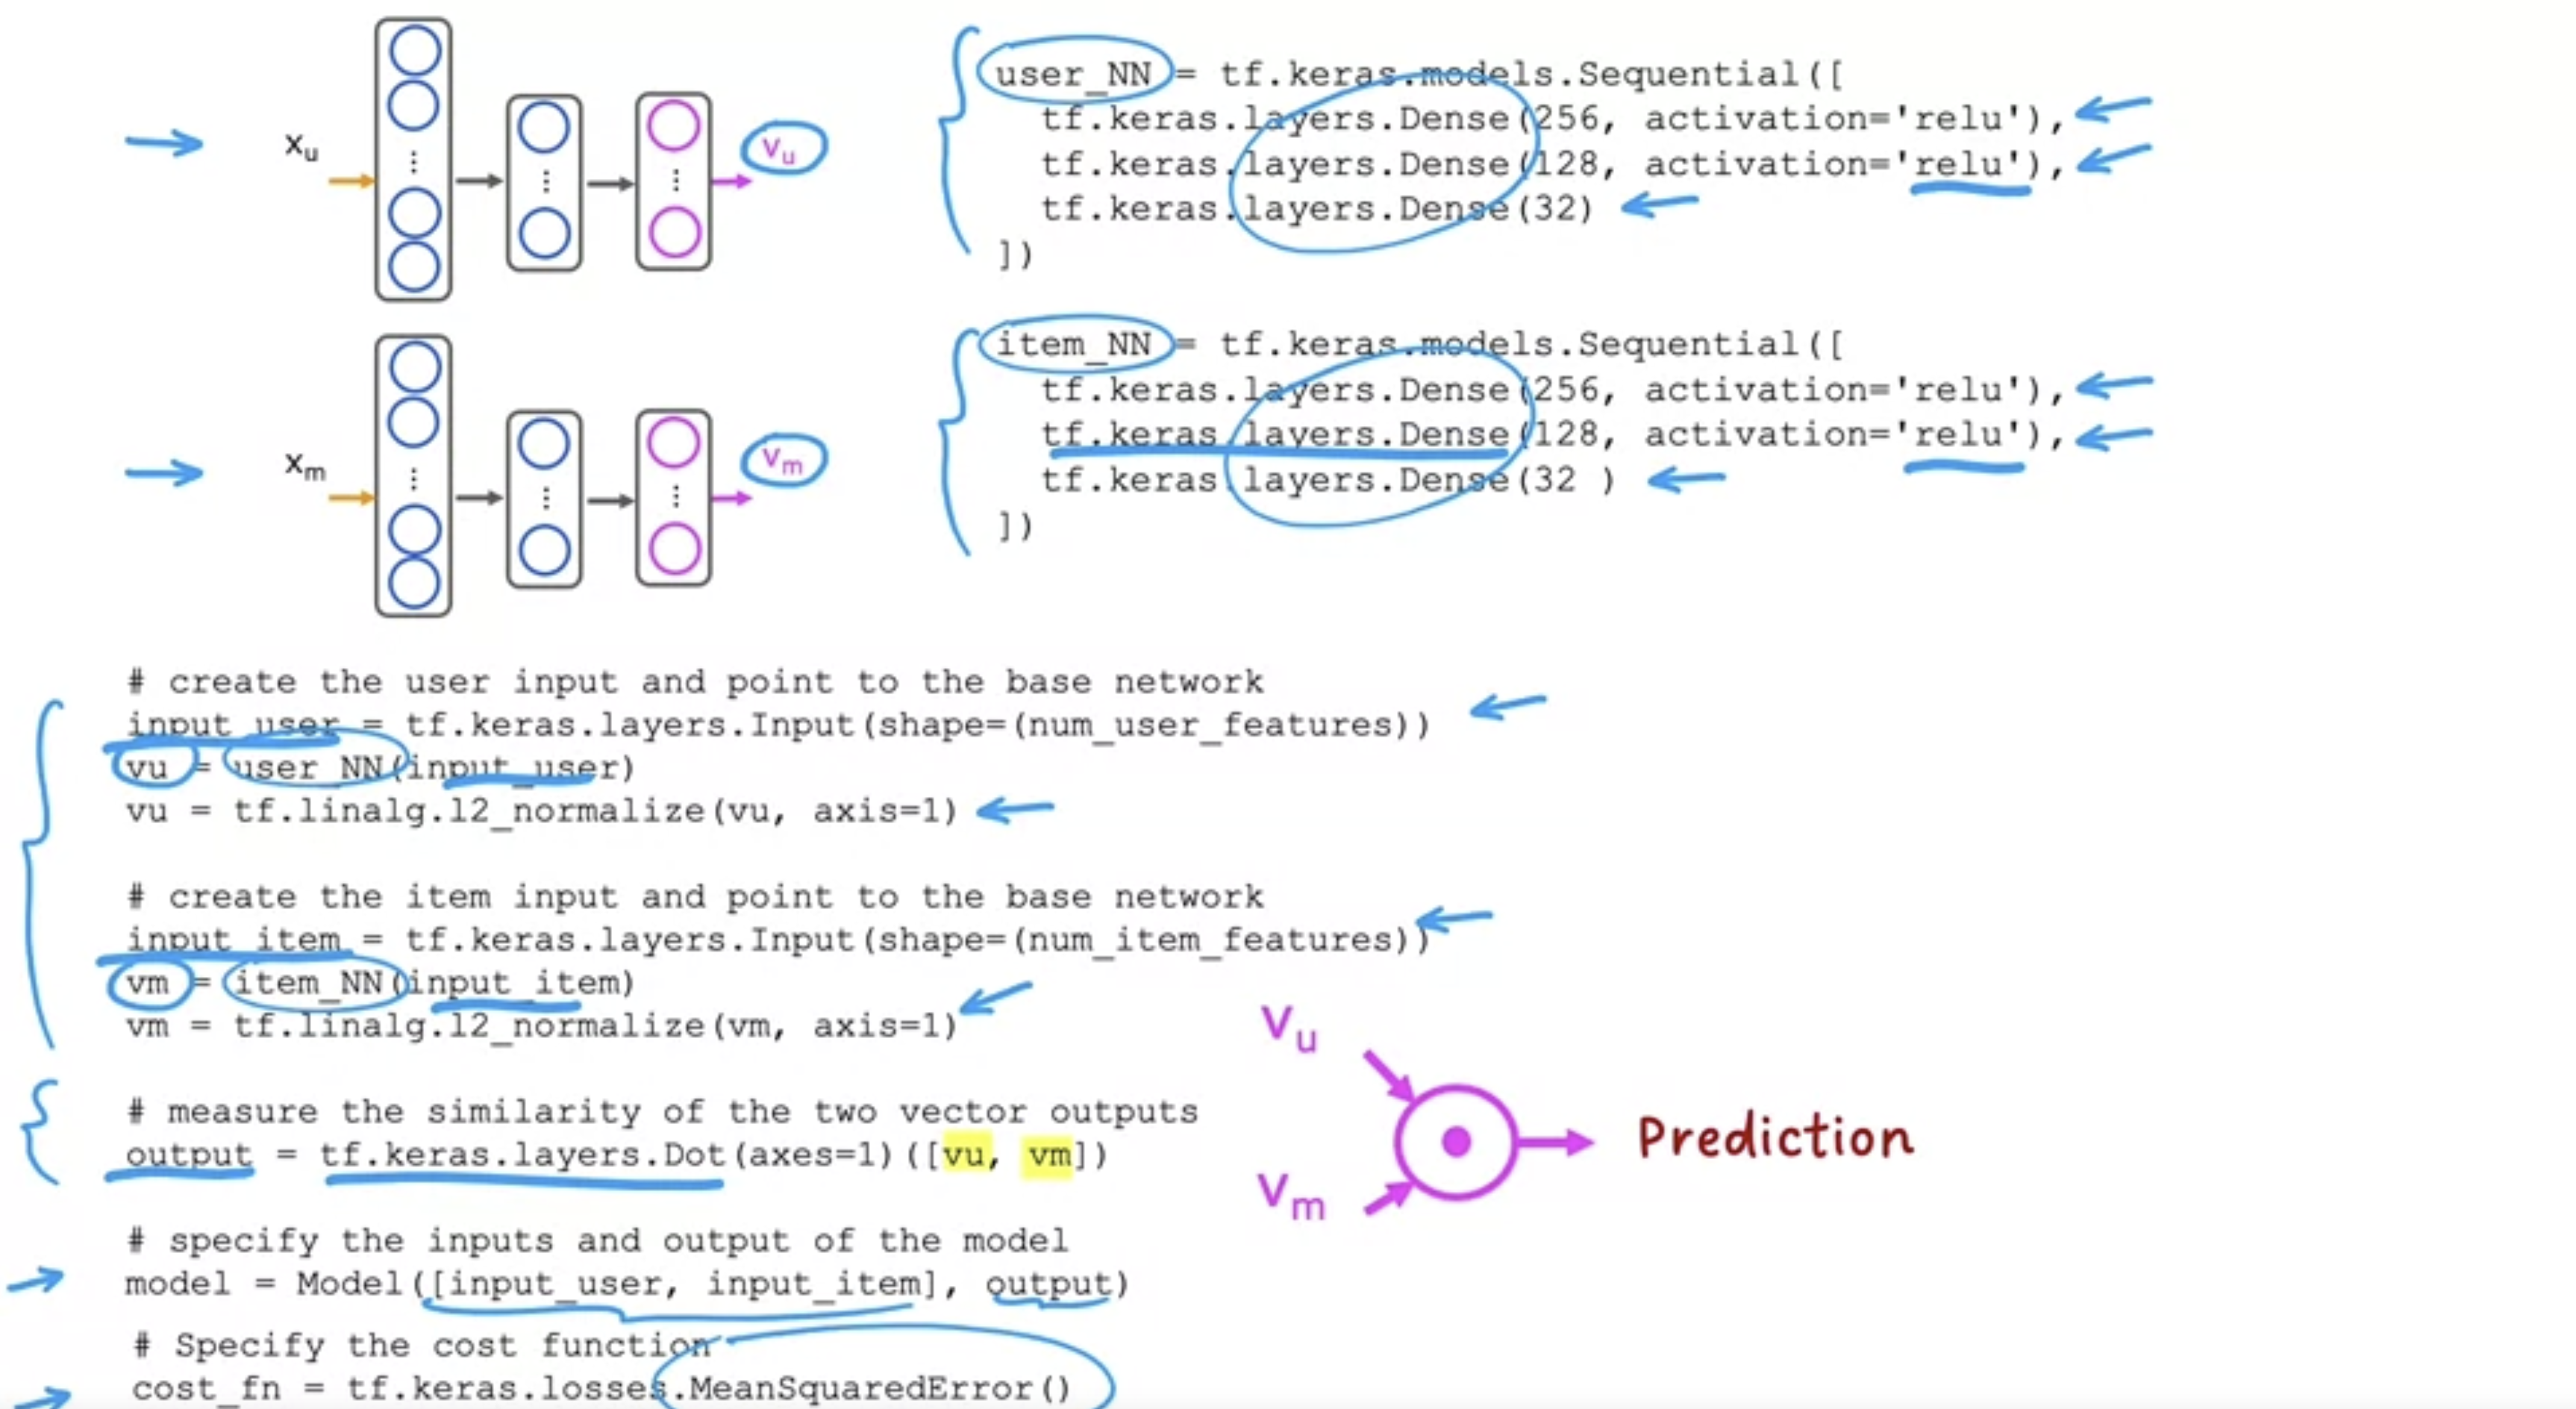 xu
vu
user_NN = tf.keras.models.Sequential([
tf.keras.layers.Dense(256, activation='relu'),
tf.keras.layers.Dense(128, activation='relu'),
tf.keras.layers.Dense(32)
])
xm
vm
item_NN = tf.keras.models.Sequential([
tf.keras.layers.Dense(256, activation='relu'),
tf.keras.layers.Dense(128, activation='relu'),
tf.keras.layers.Dense(32 )
])
# create the user input and point to the base network
input_user = tf.keras.layers.Input(shape=(num_user_features))
vu = user_NN(input_user)
vu = tf.linalg.l2_normalize(vu, axis=1)
# create the item input and point to the base network
input_item = tf.keras.layers.Input(shape=(num_item_features))
vm = item_NN(input_item)
vm = tf.linalg.l2_normalize(vm, axis=1)
# measure the similarity of the two vector outputs
output = tf.keras.layers.Dot(axes=1)([vu, vm])
# specify the inputs and output of the model
model = Model([input_user, input_item], output)
# Specify the cost function
cost_fn = tf.keras.losses.MeanSquaredError()
Vu
Vm
Prediction